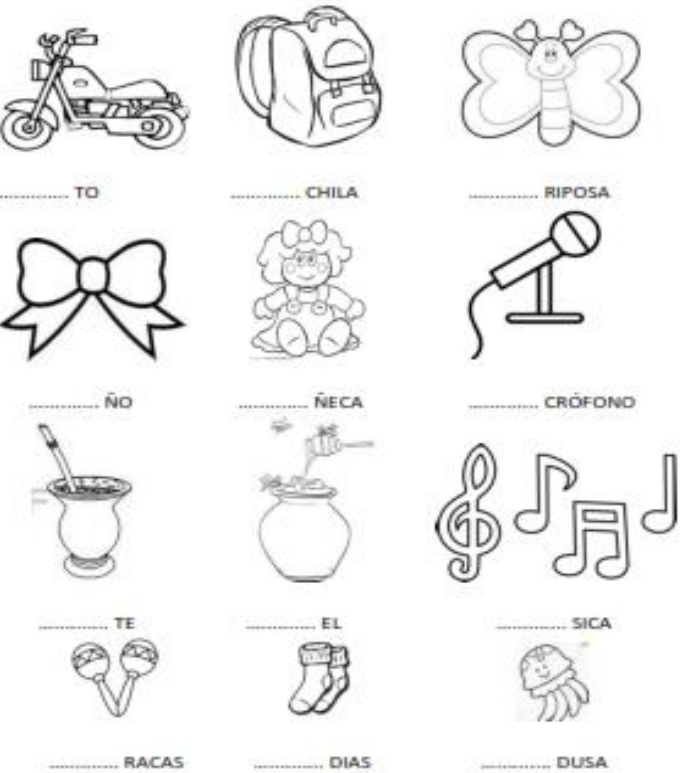 ............. TO ............. CHILA ............. RIPOSA
............. ÑO ............. ÑECA ............. CRÓFONO
............. TE ............. EL ............. SICA
............. RACAS ............. DIAS ............. DUSA